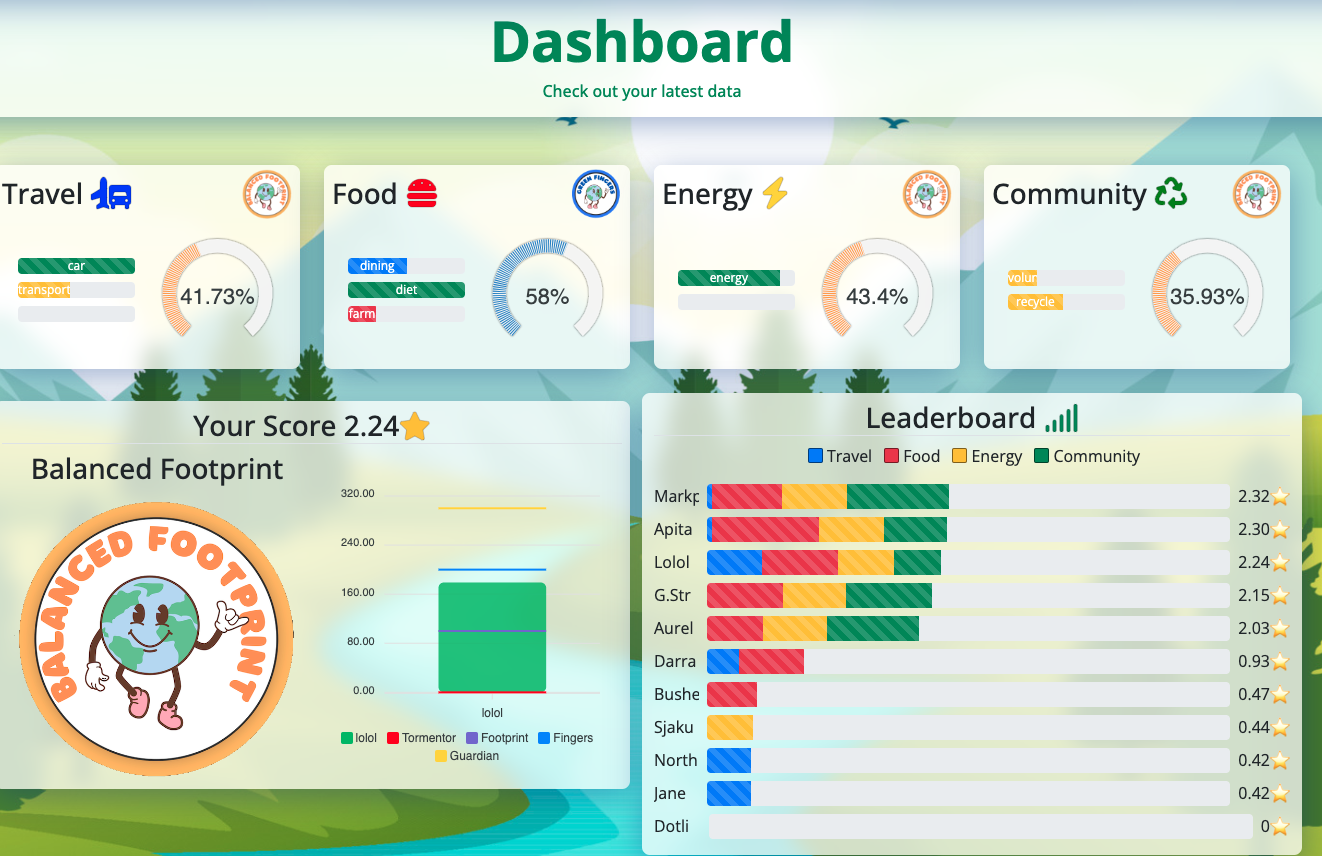 Dashboard
Check out your latest data
Travel
BALANCED FOOTPRINT
car
transport
41.73%
Food
GREEN FINGERS
dining
diet
farm
58%
Energy
BALANCED FOOTPRINT
energy
43.4%
Community
BALANCED FOOTPRINT
volun
recycle
35.93%
Your Score 2.24
Balanced Footprint
BALANCED FOOTPRINT
320.00
240.00
160.00
80.00
0.00
lolol
lolol Tormentor Footprint Fingers
Guardian
Leaderboard
Travel Food Energy Community
Markp 2.32
Apita 2.30
Lolol 2.24
G.Str 2.15
Aurel 2.03
Darra 0.93
Bushe 0.47
Sjaku 0.44
North 0.42
Jane 0.42
Dotli 0